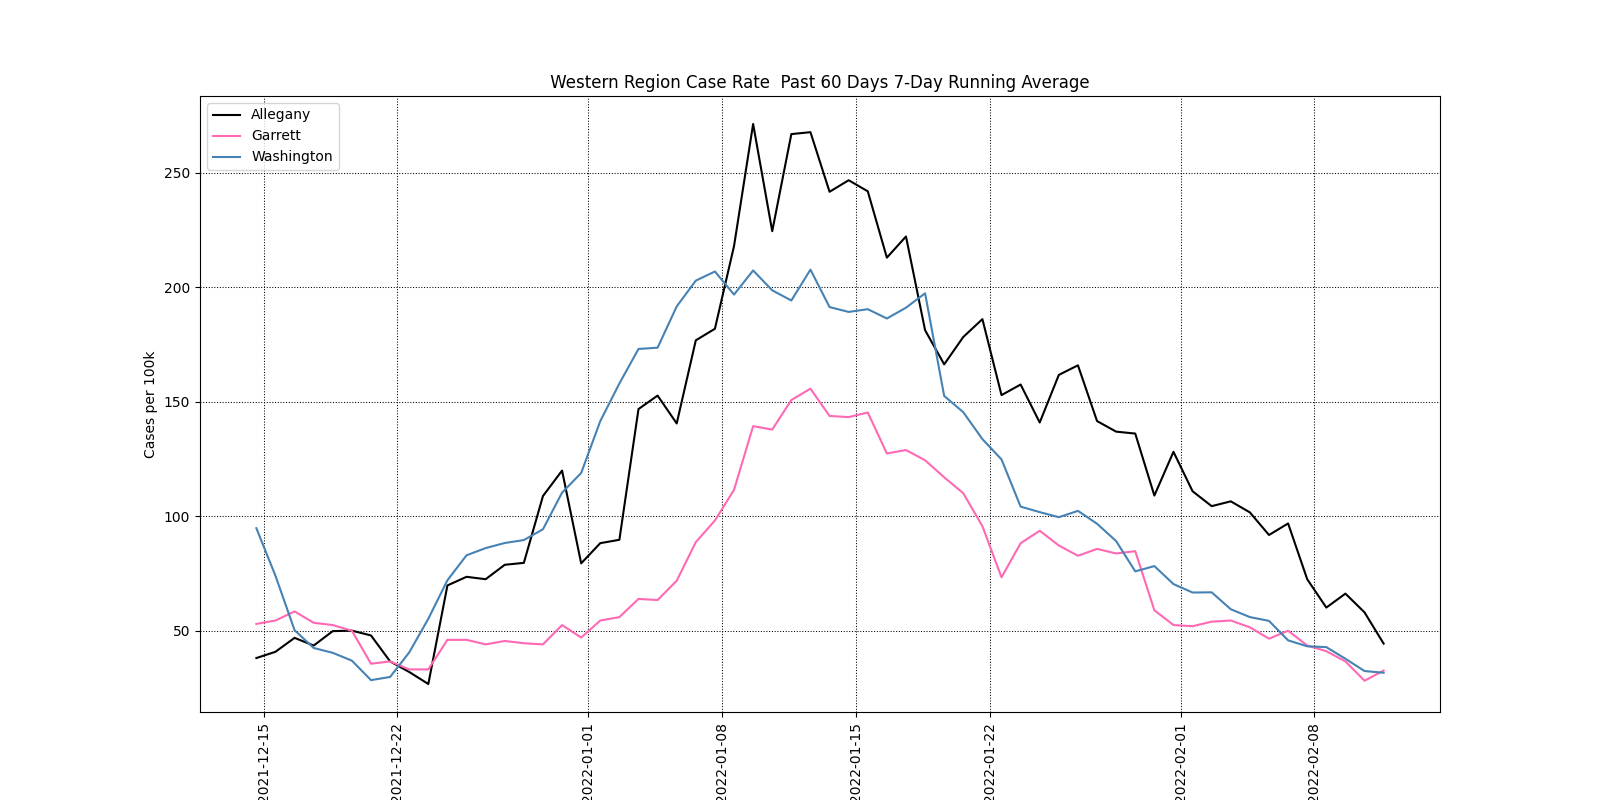 Western Region Case Rate  Past 60 Days 7-Day Running Average
Allegany
Garrett
Washington
250
200
150
100
50
Cases per 100k
2021-12-15
2021-12-22
2022-01-01
2022-01-08
2022-01-15
2022-01-22
2022-02-01
2022-02-08